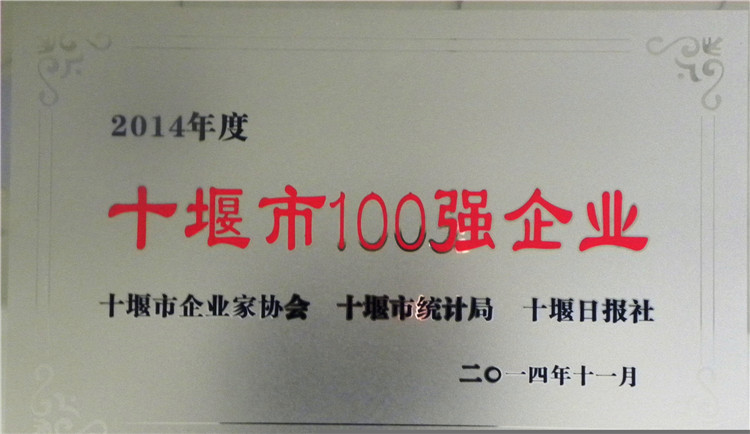 2014年度
十堰市100强企业
十堰市企业家协会 十堰市统计局 十堰日报社
二〇一四年十一月